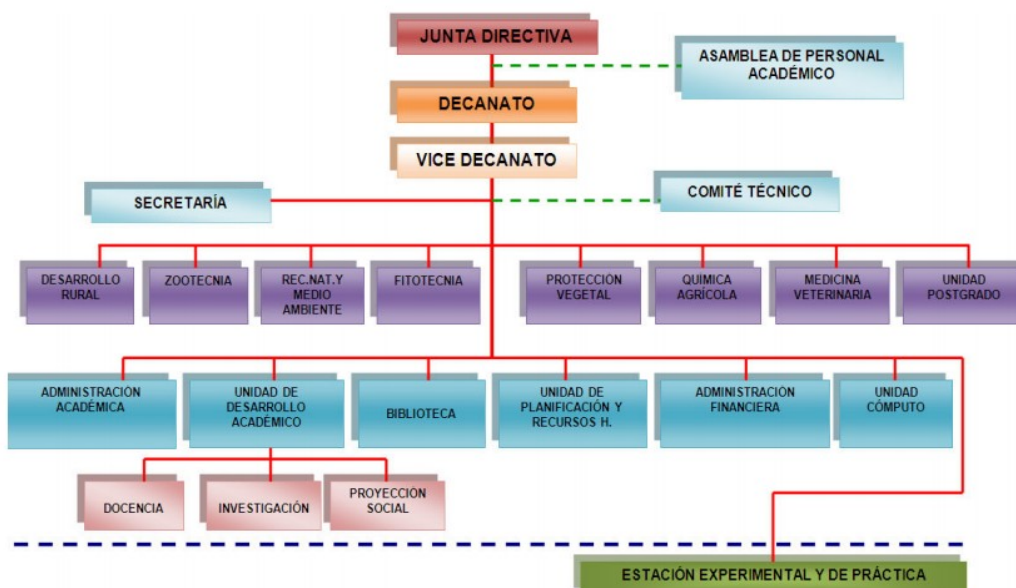 JUNTA DIRECTIVA
ASAMBLEA DE PERSONAL
ACADÉMICO
DECANATO
VICE DECANATO
SECRETARÍA
COMITÉ TÉCNICO
DESARROLLO
RURAL
ZOOTECNIA
REC.NAT.Y
MEDIO
AMBIENTE
FITOTECNIA
PROTECCIÓN
VEGETAL
QUÍMICA
AGRÍCOLA
MEDICINA
VETERINARIA
UNIDAD
POSTGRADO
ADMINISTRACIÓN
ACADÉMICA
UNIDAD DE
DESARROLLO
ACADÉMICO
BIBLIOTECA
UNIDAD DE
PLANIFICACIÓN Y
RECURSOS H.
ADMINISTRACIÓN
FINANCIERA
UNIDAD
CÓMPUTO
DOCENCIA
INVESTIGACIÓN
PROYECCIÓN
SOCIAL
ESTACIÓN EXPERIMENTAL Y DE PRÁCTICA